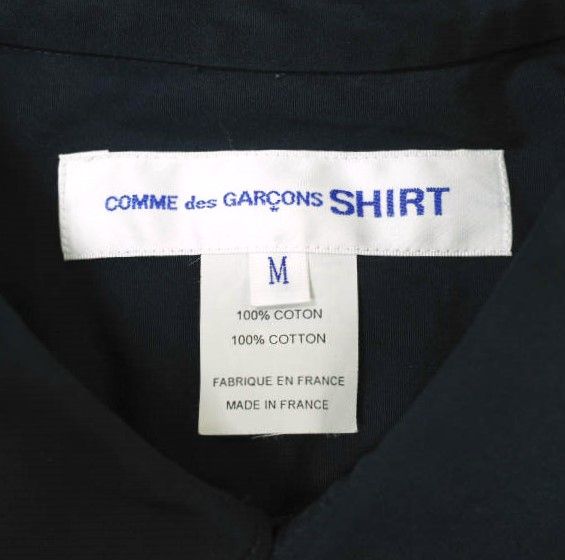 COMME des GARÇONS SHIRT
M
100% COTON
100% COTTON
FABRIQUE EN FRANCE
MADE IN FRANCE